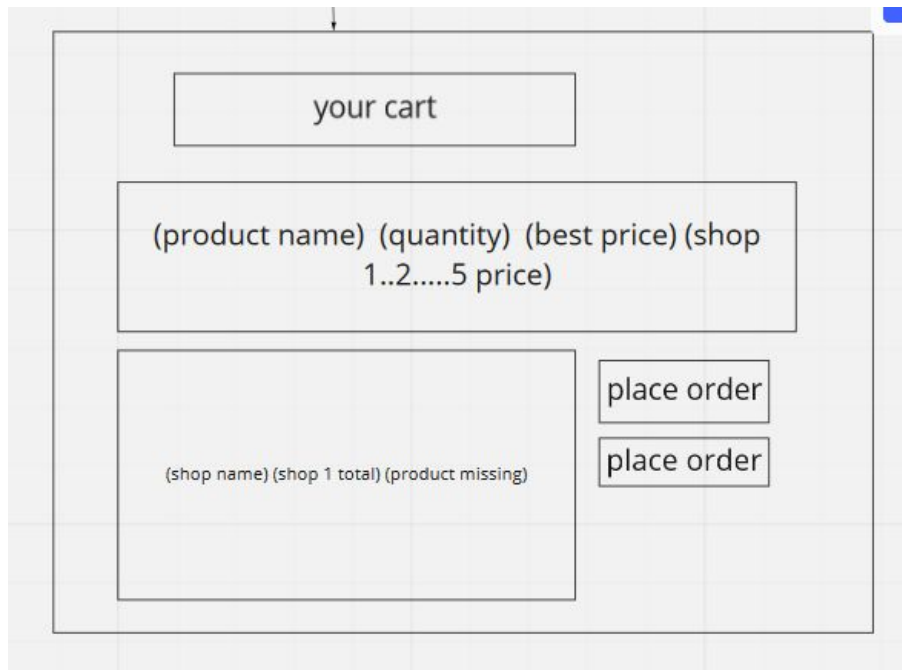 your cart
(product name) (quantity) (best price) (shop
1..2.....5 price)
place order
(shop name) (shop 1 total) (product missing)
place order